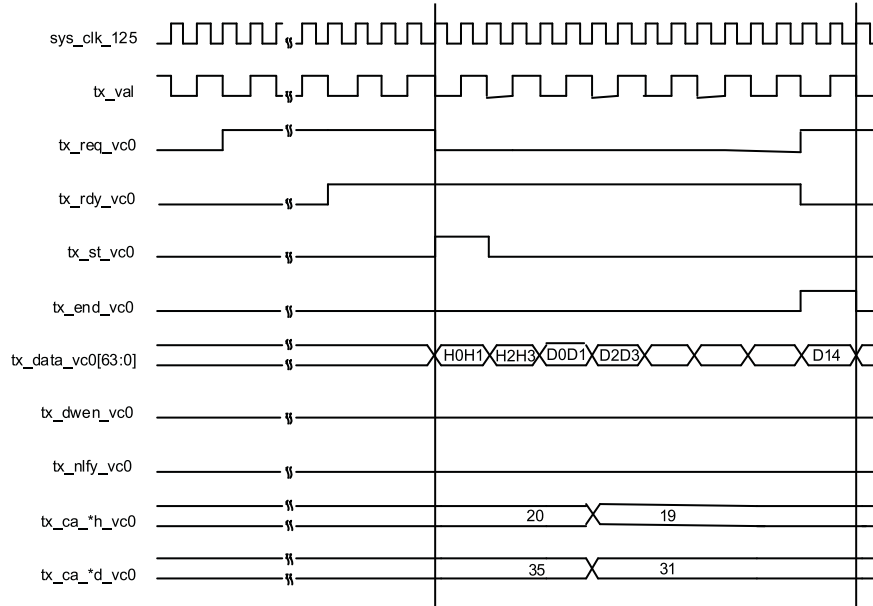 sys_clk_125
tx_val
tx_req_vc0
tx_rdy_vc0
tx_st_vc0
tx_end_vc0
tx_data_vc0[63:0] H0H1 H2H3 D0D1 D2D3 D14
tx_dwen_vc0
tx_nlfy_vc0
tx_ca_*h_vc0 20 19
tx_ca_*d_vc0 35 31